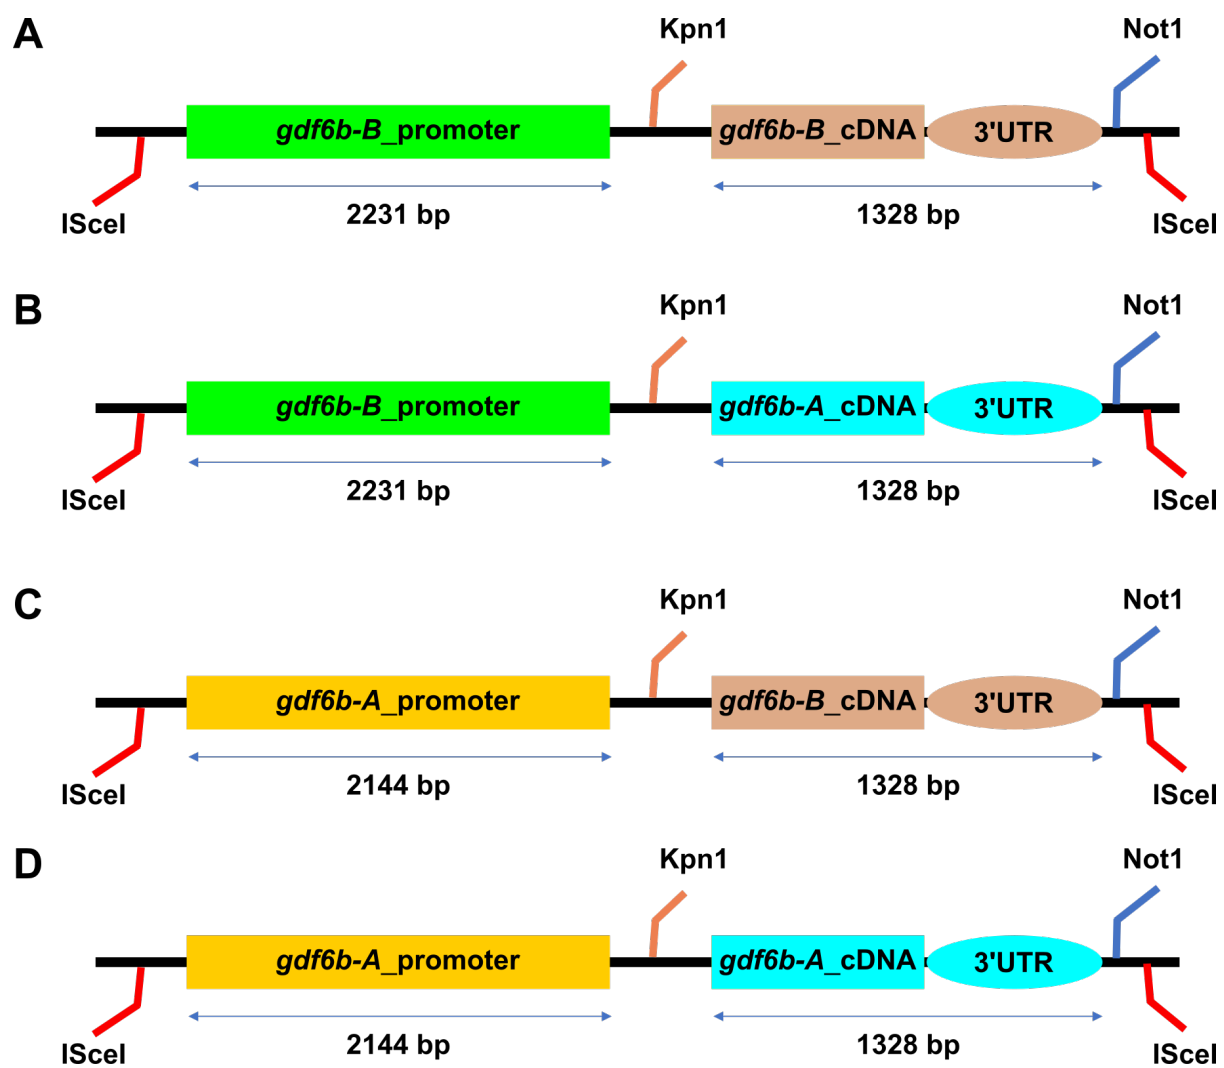 A
Kpn1
Not1
gdf6b-B_promoter
gdf6b-B_cDNA
3'UTR
ISceI
2231 bp
1328 bp
ISceI
B
Kpn1
Not1
gdf6b-B_promoter
gdf6b-A_cDNA
3'UTR
ISceI
2231 bp
1328 bp
ISceI
C
Kpn1
Not1
gdf6b-A_promoter
gdf6b-B_cDNA
3'UTR
ISceI
2144 bp
1328 bp
ISceI
D
Kpn1
Not1
gdf6b-A_promoter
gdf6b-A_cDNA
3'UTR
ISceI
2144 bp
1328 bp
ISceI